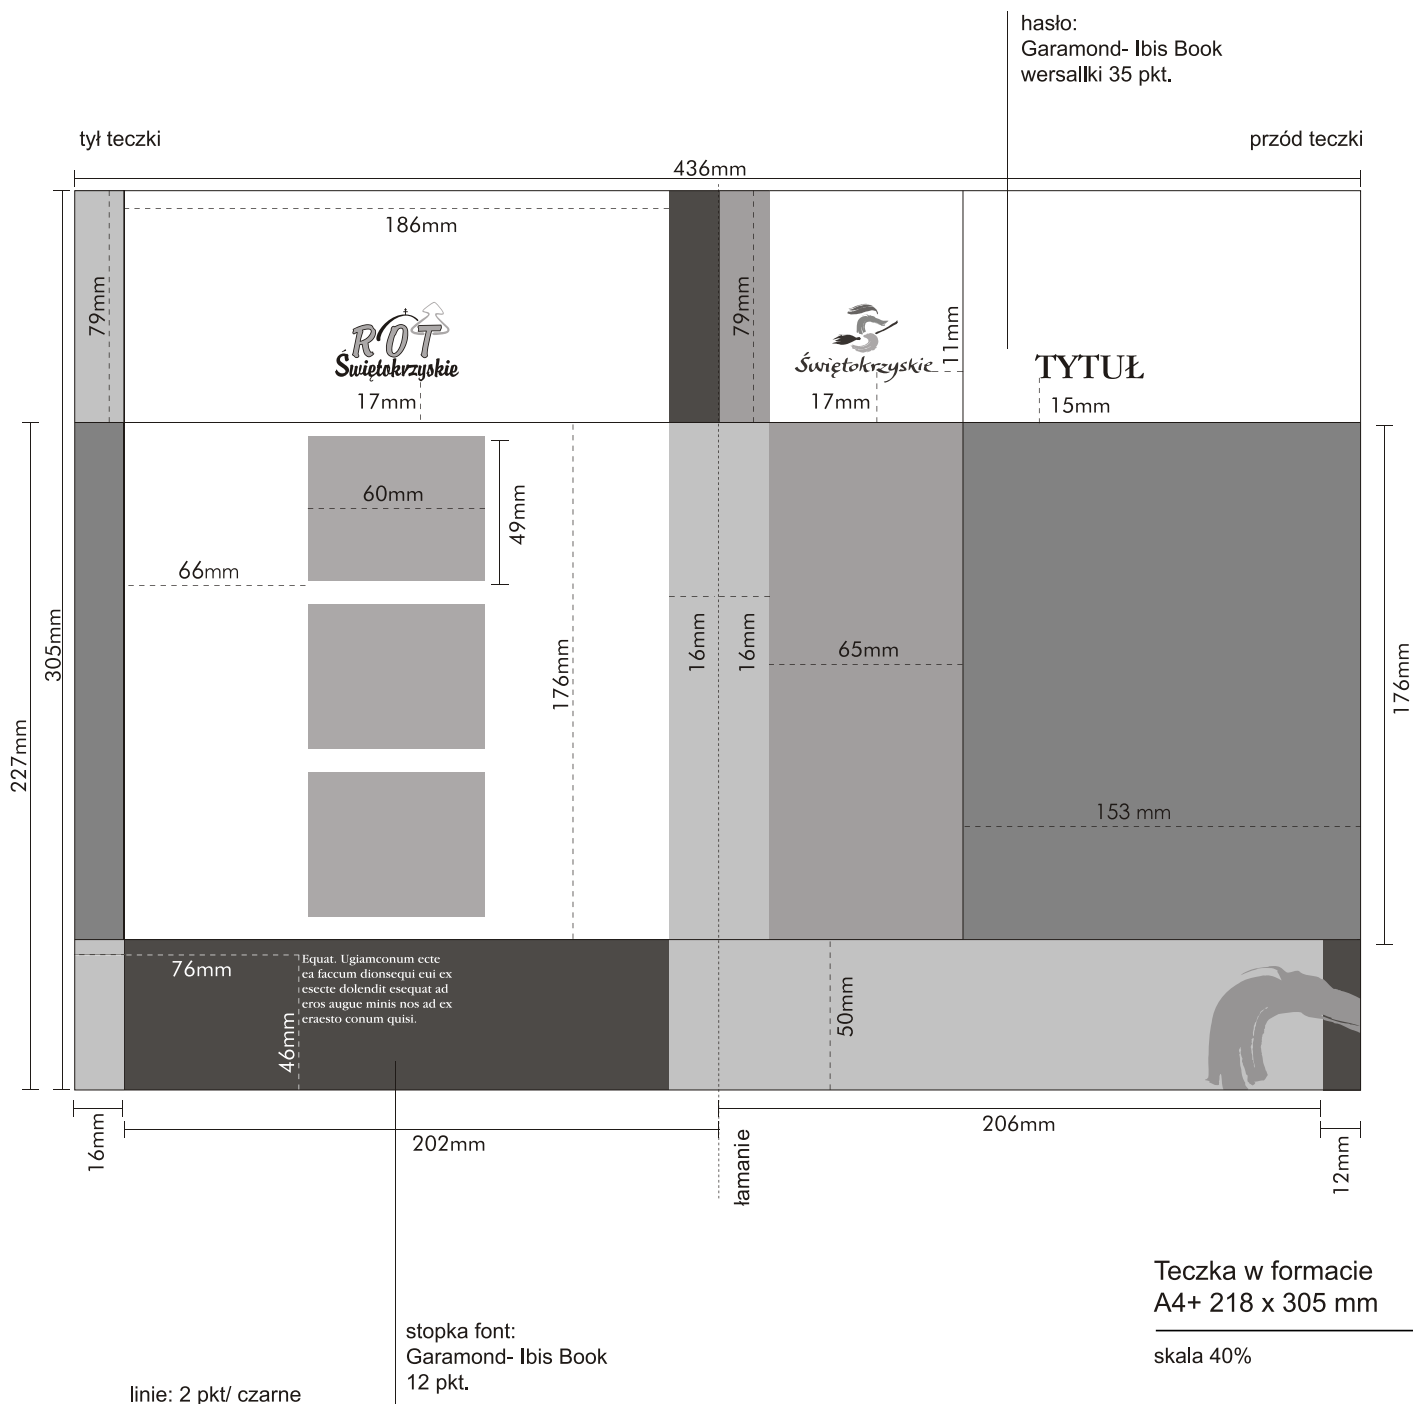 hasło:
Garamond- Ibis Book
wersallki 35 pkt.
tył teczki
przód teczki
436mm
186mm
79mm
79mm
11mm
ROT
Świętokrzyskie
Świętokrzyskie
TYTUŁ
17mm
17mm
15mm
60mm
49mm
66mm
305mm
227mm
176mm
16mm
16mm
65mm
176mm
153 mm
76mm
Equat. Ugiamconum ecte
ea faccum dionsequi eui ex
esecte dolendit esequat ad
eros augue minis nos ad ex
eraesto conum quisi.
46mm
50mm
16mm
202mm
łamanie
206mm
12mm
Teczka w formacie
A4+ 218 x 305 mm
skala 40%
stopka font:
Garamond- Ibis Book
12 pkt.
linie: 2 pkt/ czarne